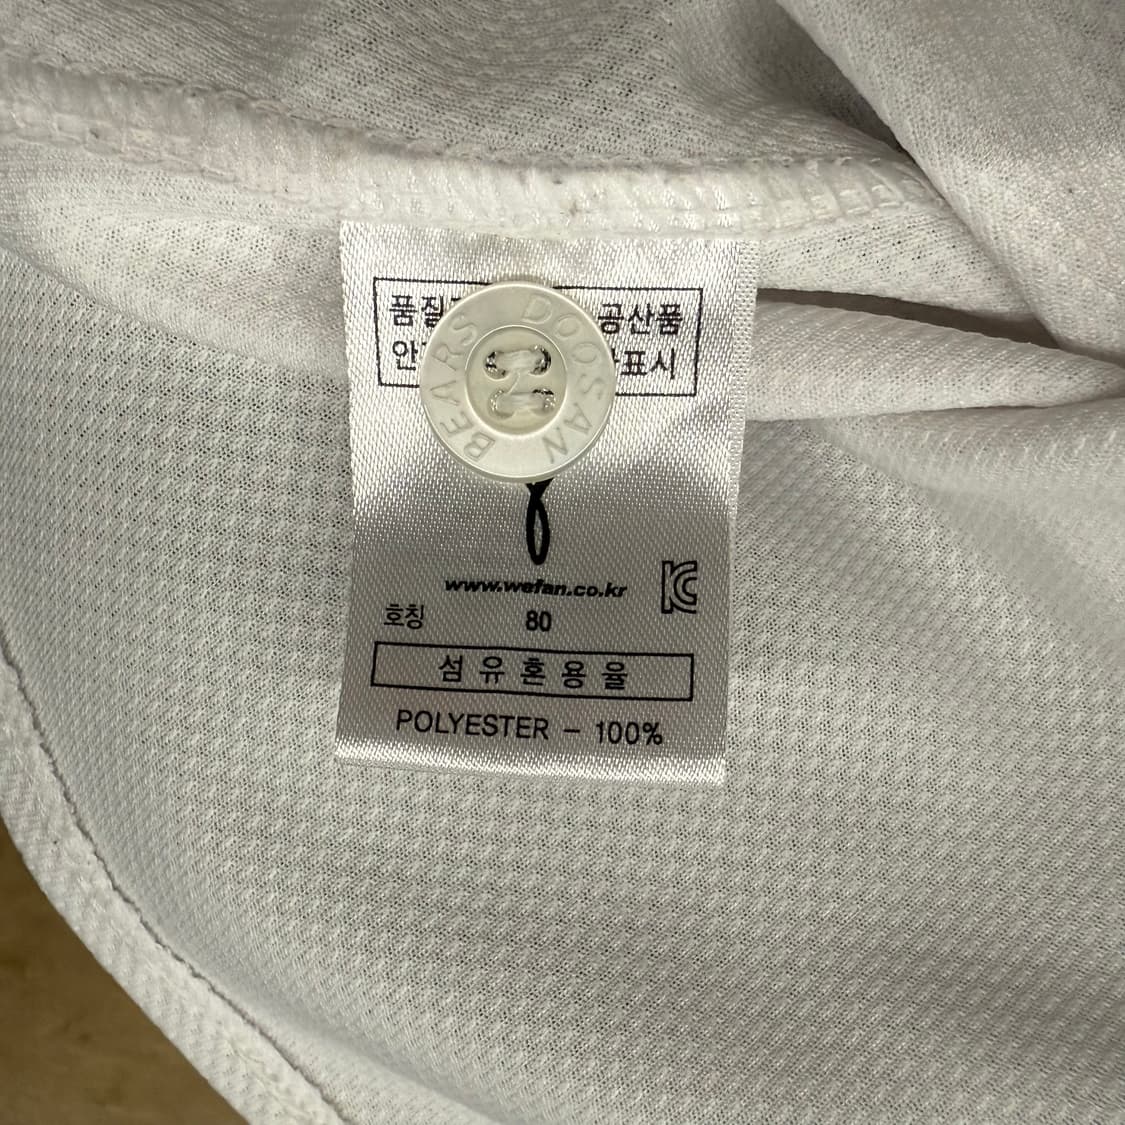 품질 공산품
표시
DOOSAN BEARS
www.wefan.co.kr
KC
호칭 80
섬유혼용율
POLYESTER – 100%